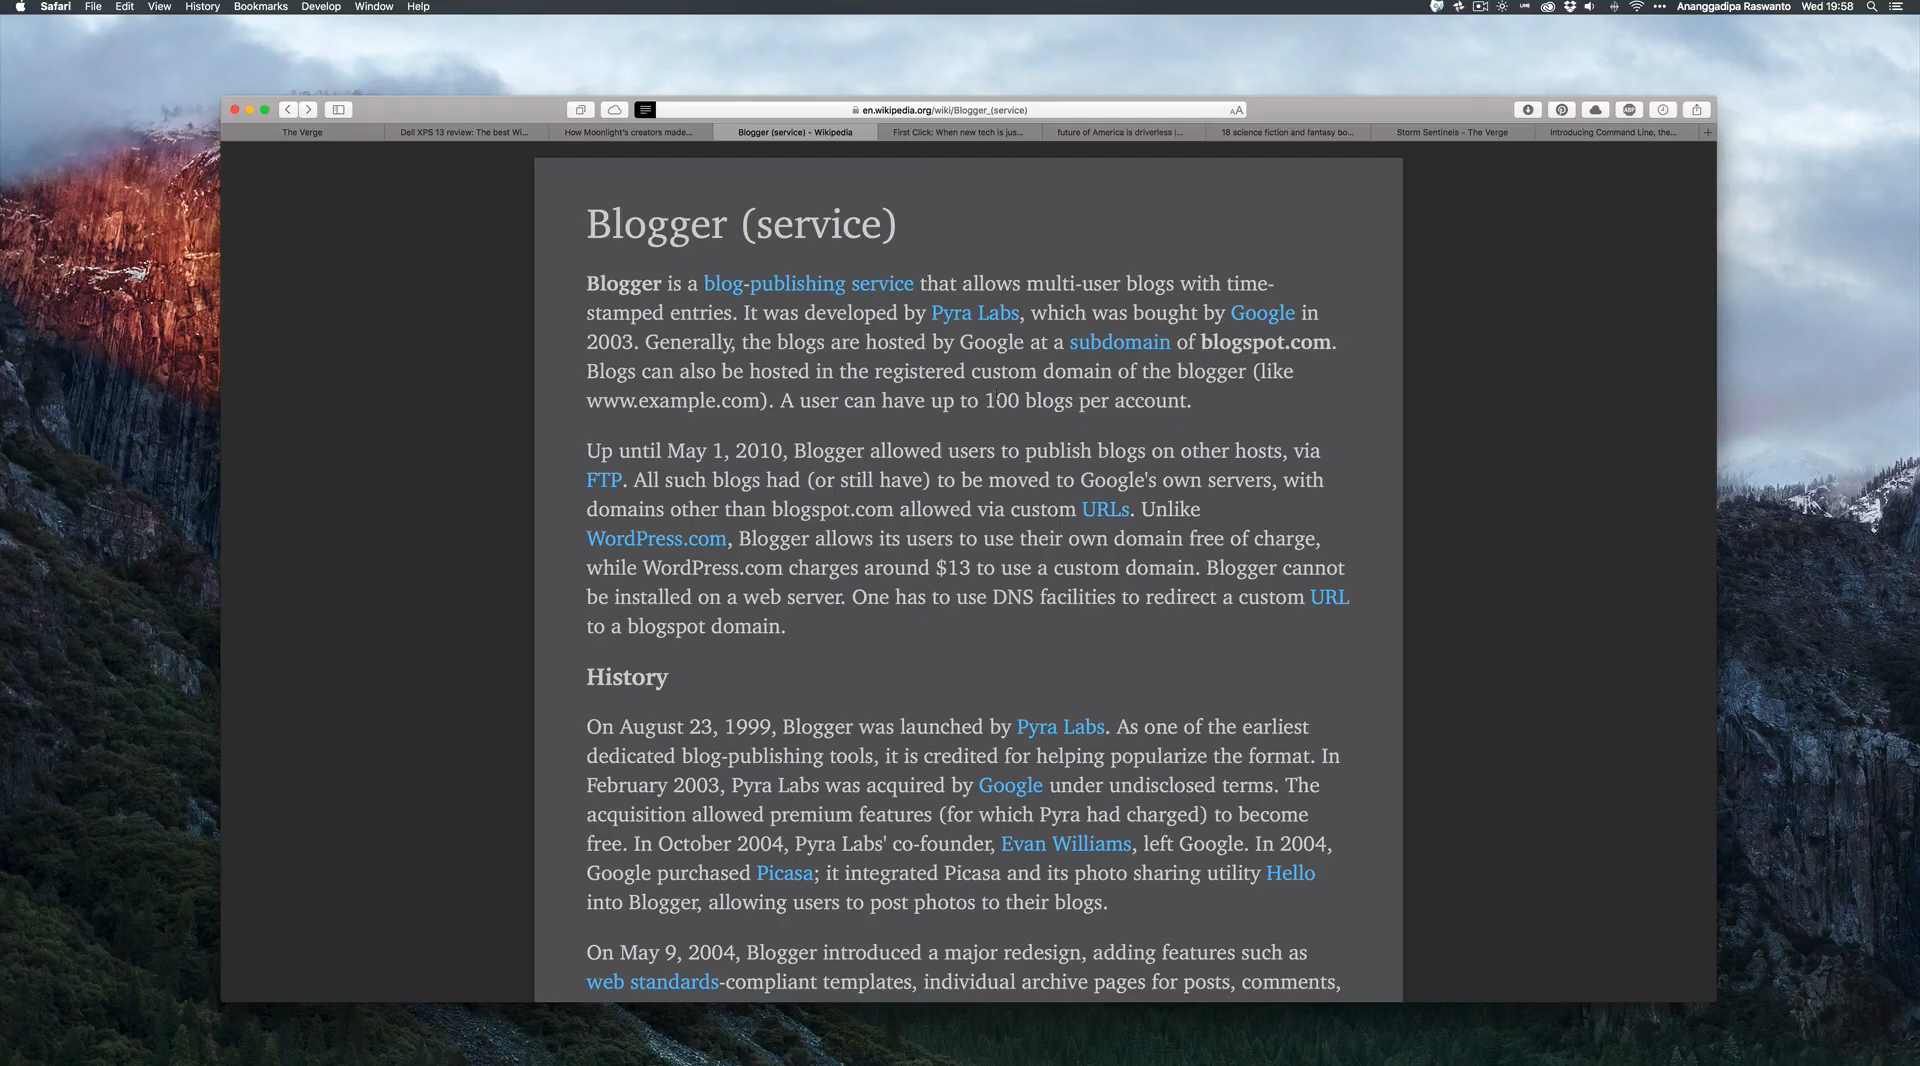 Safari File Edit View History Bookmarks Develop Window Help
Ananggadipa Raswanto Wed 19:58
en.wikipedia.org/wiki/Blogger_(service)
The Verge
Dell XPS 13 review: The best Wi...
How Moonlight's creators made...
Blogger (service) - Wikipedia
First Click: When new tech is jus...
future of America is driverless |...
18 science fiction and fantasy bo...
Storm Sentineis - The Verge
Introducing Command Line, the...
Blogger (service)
Blogger is a blog-publishing service that allows multi-user blogs with time-
stamped entries. It was developed by Pyra Labs, which was bought by Google in
2003. Generally, the blogs are hosted by Google at a subdomain of blogspot.com.
Blogs can also be hosted in the registered custom domain of the blogger (like
www.example.com). A user can have up to 100 blogs per account.
Up until May 1, 2010, Blogger allowed users to publish blogs on other hosts, via
FTP. All such blogs had (or still have) to be moved to Google's own servers, with
domains other than blogspot.com allowed via custom URLs. Unlike
WordPress.com, Blogger allows its users to use their own domain free of charge,
while WordPress.com charges around $13 to use a custom domain. Blogger cannot
be installed on a web server. One has to use DNS facilities to redirect a custom URL
to a blogspot domain.
History
On August 23, 1999, Blogger was launched by Pyra Labs. As one of the earliest
dedicated blog-publishing tools, it is credited for helping popularize the format. In
February 2003, Pyra Labs was acquired by Google under undisclosed terms. The
acquisition allowed premium features (for which Pyra had charged) to become
free. In October 2004, Pyra Labs' co-founder, Evan Williams, left Google. In 2004,
Google purchased Picasa; it integrated Picasa and its photo sharing utility Hello
into Blogger, allowing users to post photos to their blogs.
On May 9, 2004, Blogger introduced a major redesign, adding features such as
web standards-compliant templates, individual archive pages for posts, comments,